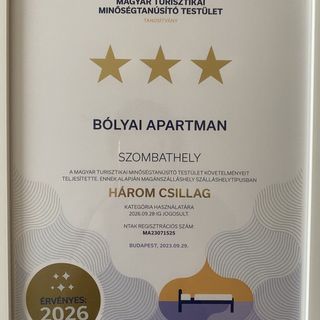 MAGYAR TURISZTIKAI
MINŐSÉGTANÚSÍTÓ TESTÜLET
TANÚSÍTVÁNY
BÓLYAI APARTMAN
SZOMBATHELY
A MAGYAR TURISZTIKAI MINŐSÉGTANÚSÍTÓ TESTÜLET KÖVETELMÉNYEIT
TELJESÍTETTE. ENNEK ALAPJÁN MAGÁNSZÁLLÁSHELY SZÁLLÁSHELYTÍPUSBAN
HÁROM CSILLAG
KATEGÓRIA HASZNÁLATÁRA
2026.09.28 IG JOGOSULT.
NTAK REGISZTRÁCIÓS SZÁM
MA23071525
BUDAPEST, 2023.09.29.
ÉRVÉNYES:
2026